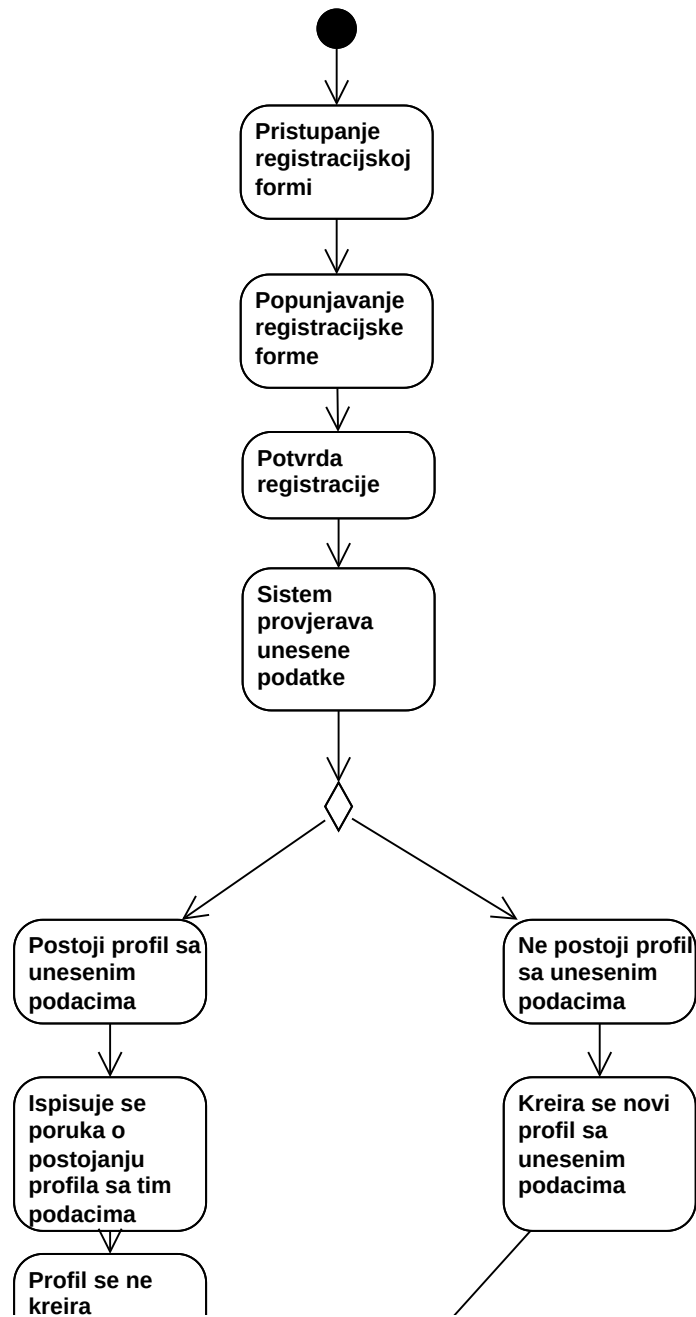 Pristupanje
registracijskoj
formi
Popunjavanje
registracijske
forme
Potvrda
registracije
Sistem
provjerava
unesene
podatke
Postoji profil sa
unesenim
podacima
Ne postoji profil
sa unesenim
podacima
Ispisuje se
poruka o
postojanju
profila sa tim
podacima
Kreira se novi
profil sa
unesenim
podacima
Profil se ne
kreira